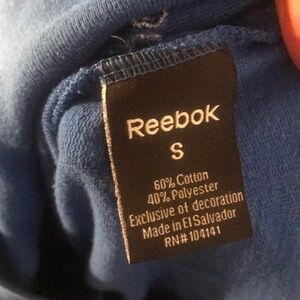 Reebok
S
60% Cotton
40% Polyester
Exclusive of decoration
Made in El Salvador
RN# 104141